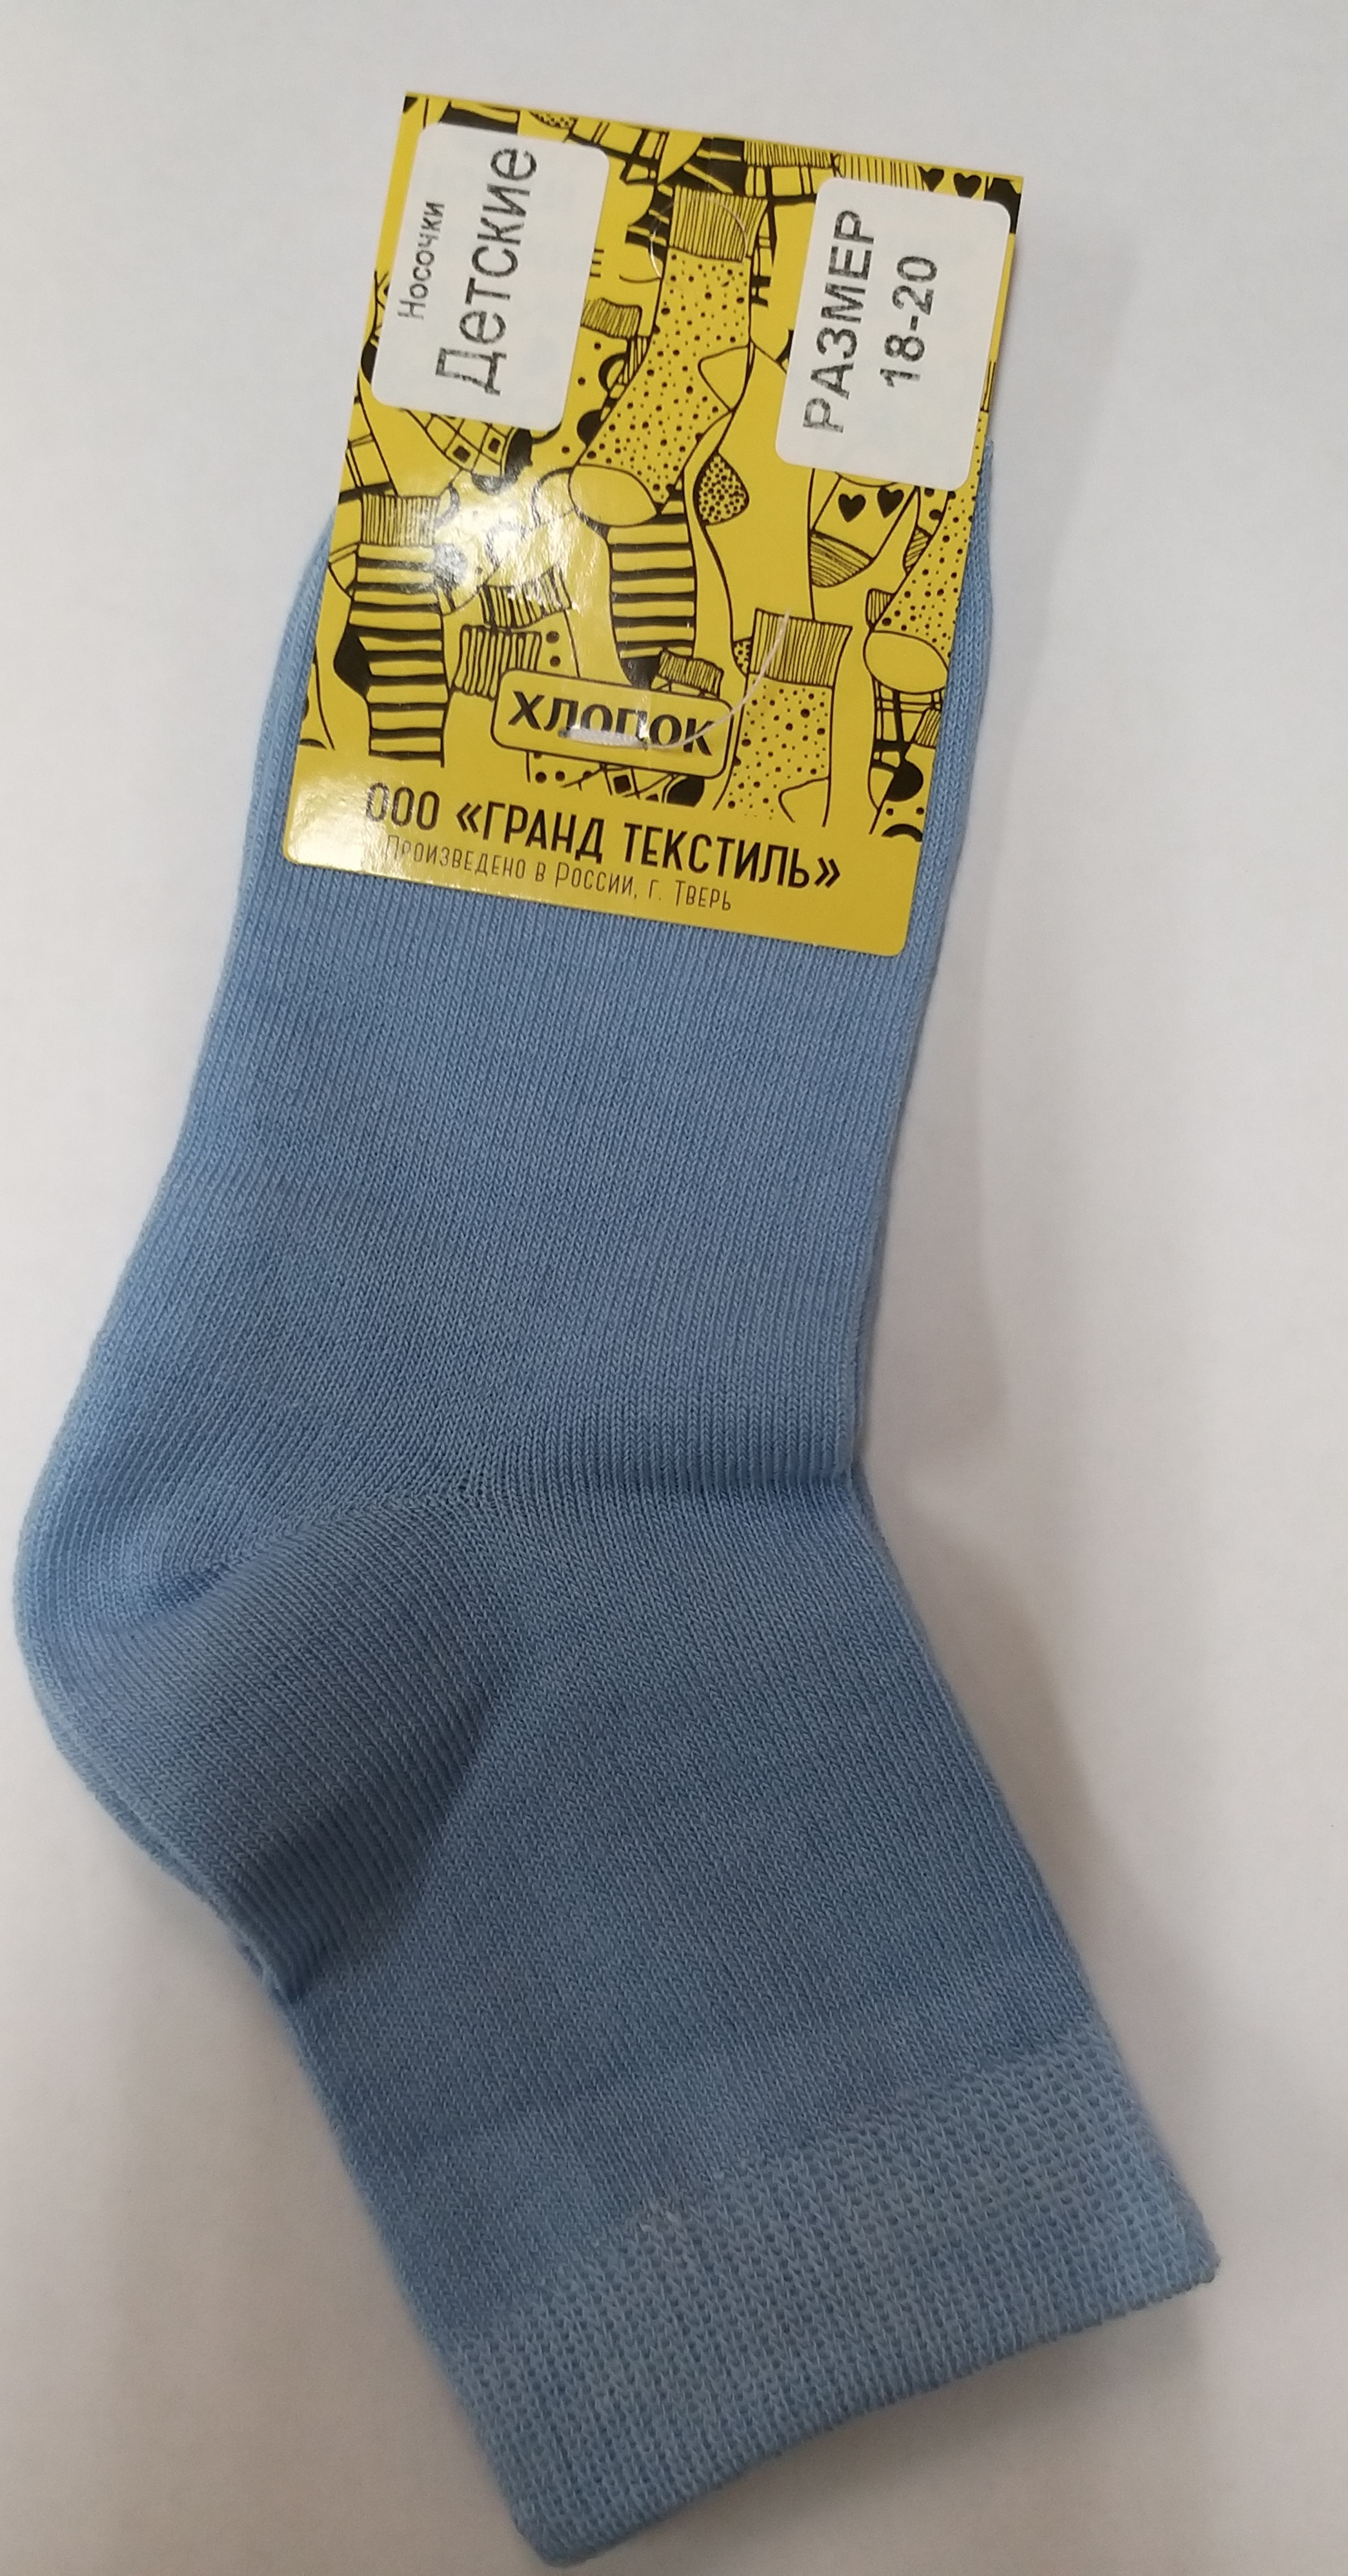 Носочки
Детские
РАЗМЕР
18-20
ХЛОПОК
ООО «ГРАНД ТЕКСТИЛЬ»
Произведено в России, г. Тверь